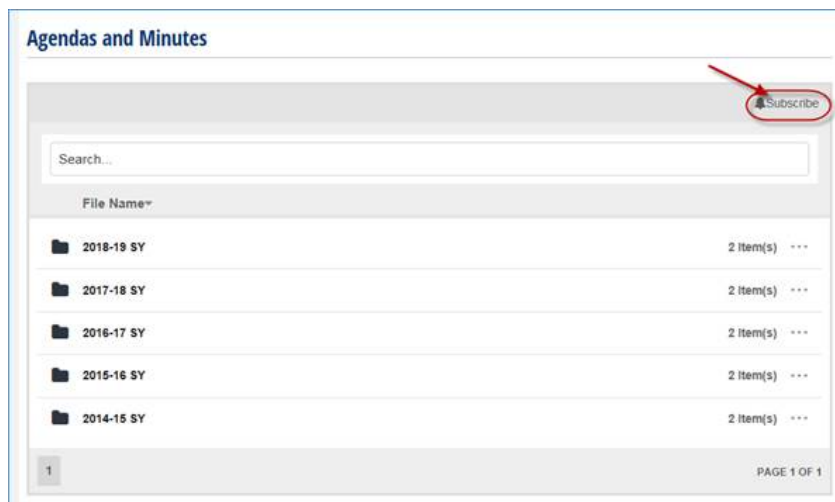 Agendas and Minutes
Subscribe
Search...
File Name
2018-19 SY 2 Item(s) ...
2017-18 SY 2 Item(s) ...
2016-17 SY 2 Item(s) ...
2015-16 SY 2 Item(s) ...
2014-15 SY 2 Item(s) ...
1 PAGE 1 OF 1